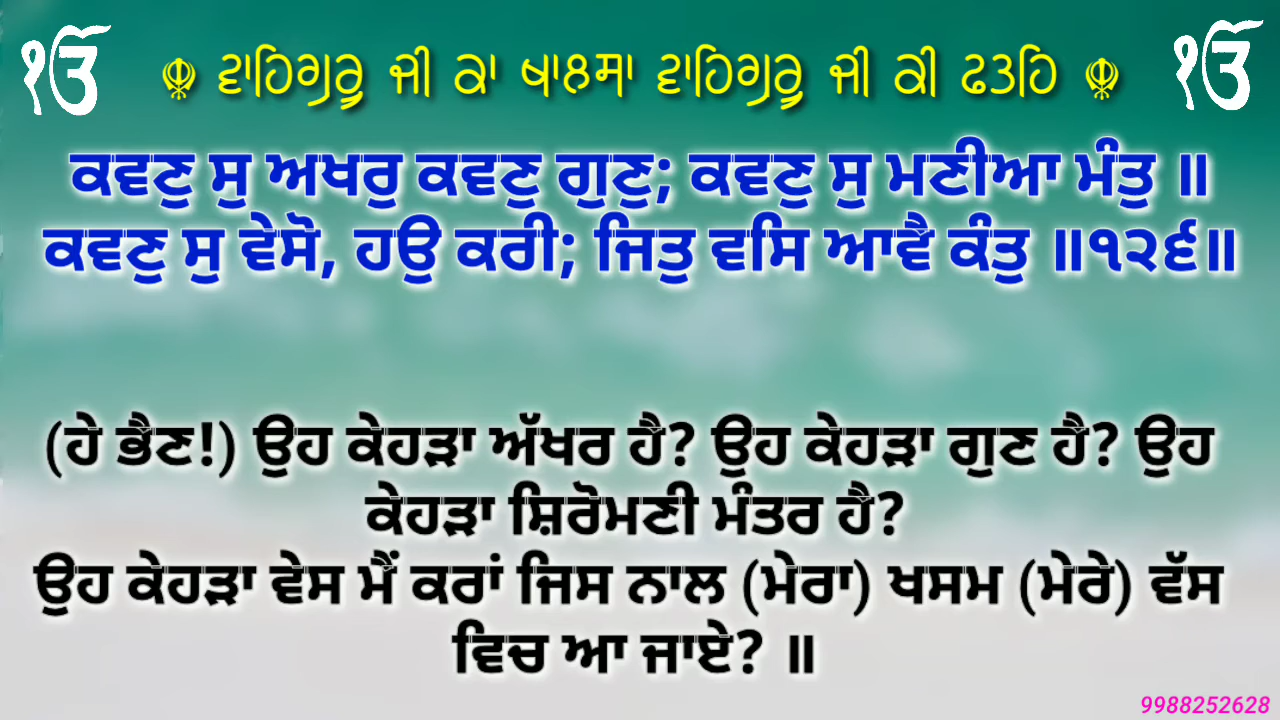 ੴ ☬ ਵਾਹਿਗੁਰੂ ਜੀ ਕਾ ਖਾਲਸਾ ਵਾਹਿਗੁਰੂ ਜੀ ਕੀ ਫਤਹਿ ☬ ੴ
ਕਵਣੁ ਸੁ ਅਖਰੁ ਕਵਣੁ ਗੁਣੁ; ਕਵਣੁ ਸੁ ਮਣੀਆ ਮੰਤੁ ॥
ਕਵਣੁ ਸੁ ਵੇਸੋ, ਹਉ ਕਰੀ; ਜਿਤੁ ਵਸਿ ਆਵੈ ਕੰਤੁ ॥੧੨੬॥
(ਹੇ ਭੈਣ!) ਉਹ ਕੇਹੜਾ ਅੱਖਰ ਹੈ? ਉਹ ਕੇਹੜਾ ਗੁਣ ਹੈ? ਉਹ
ਕੇਹੜਾ ਸ਼ਿਰੋਮਣੀ ਮੰਤਰ ਹੈ?
ਉਹ ਕੇਹੜਾ ਵੇਸ ਮੈਂ ਕਰਾਂ ਜਿਸ ਨਾਲ (ਮੇਰਾ) ਖਸਮ (ਮੇਰੇ) ਵੱਸ
ਵਿਚ ਆ ਜਾਏ? ॥
9988252628